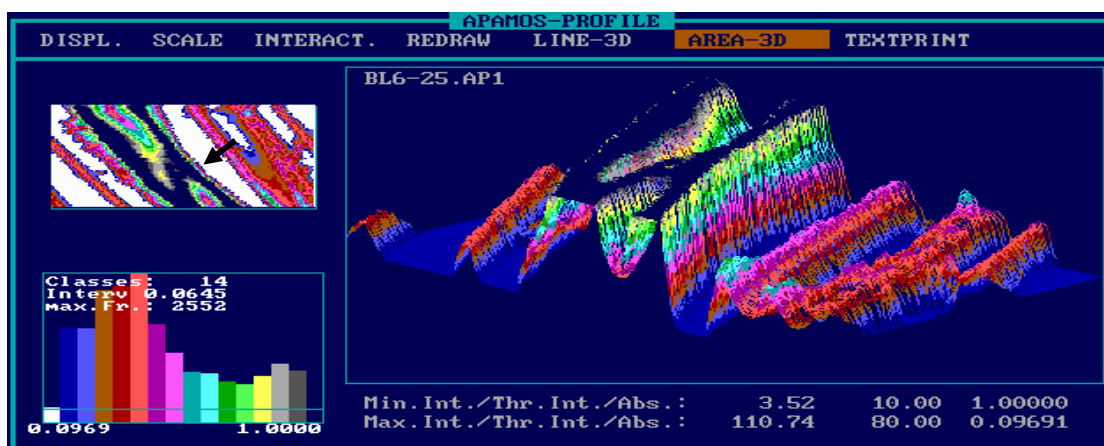 APAMOS-PROFILE
DISPL. SCALE INTERACT. REDRAW LINE-3D AREA-3D TEXTPRINT
BL6-25.AP1
Classes: 14
Interv 0.0645
max.Fr.: 2552
0.0969 1.0000
Min.Int./Thr.Int./Abs.: 3.52 10.00 1.00000
Max.Int./Thr.Int./Abs.: 110.74 80.00 0.09691